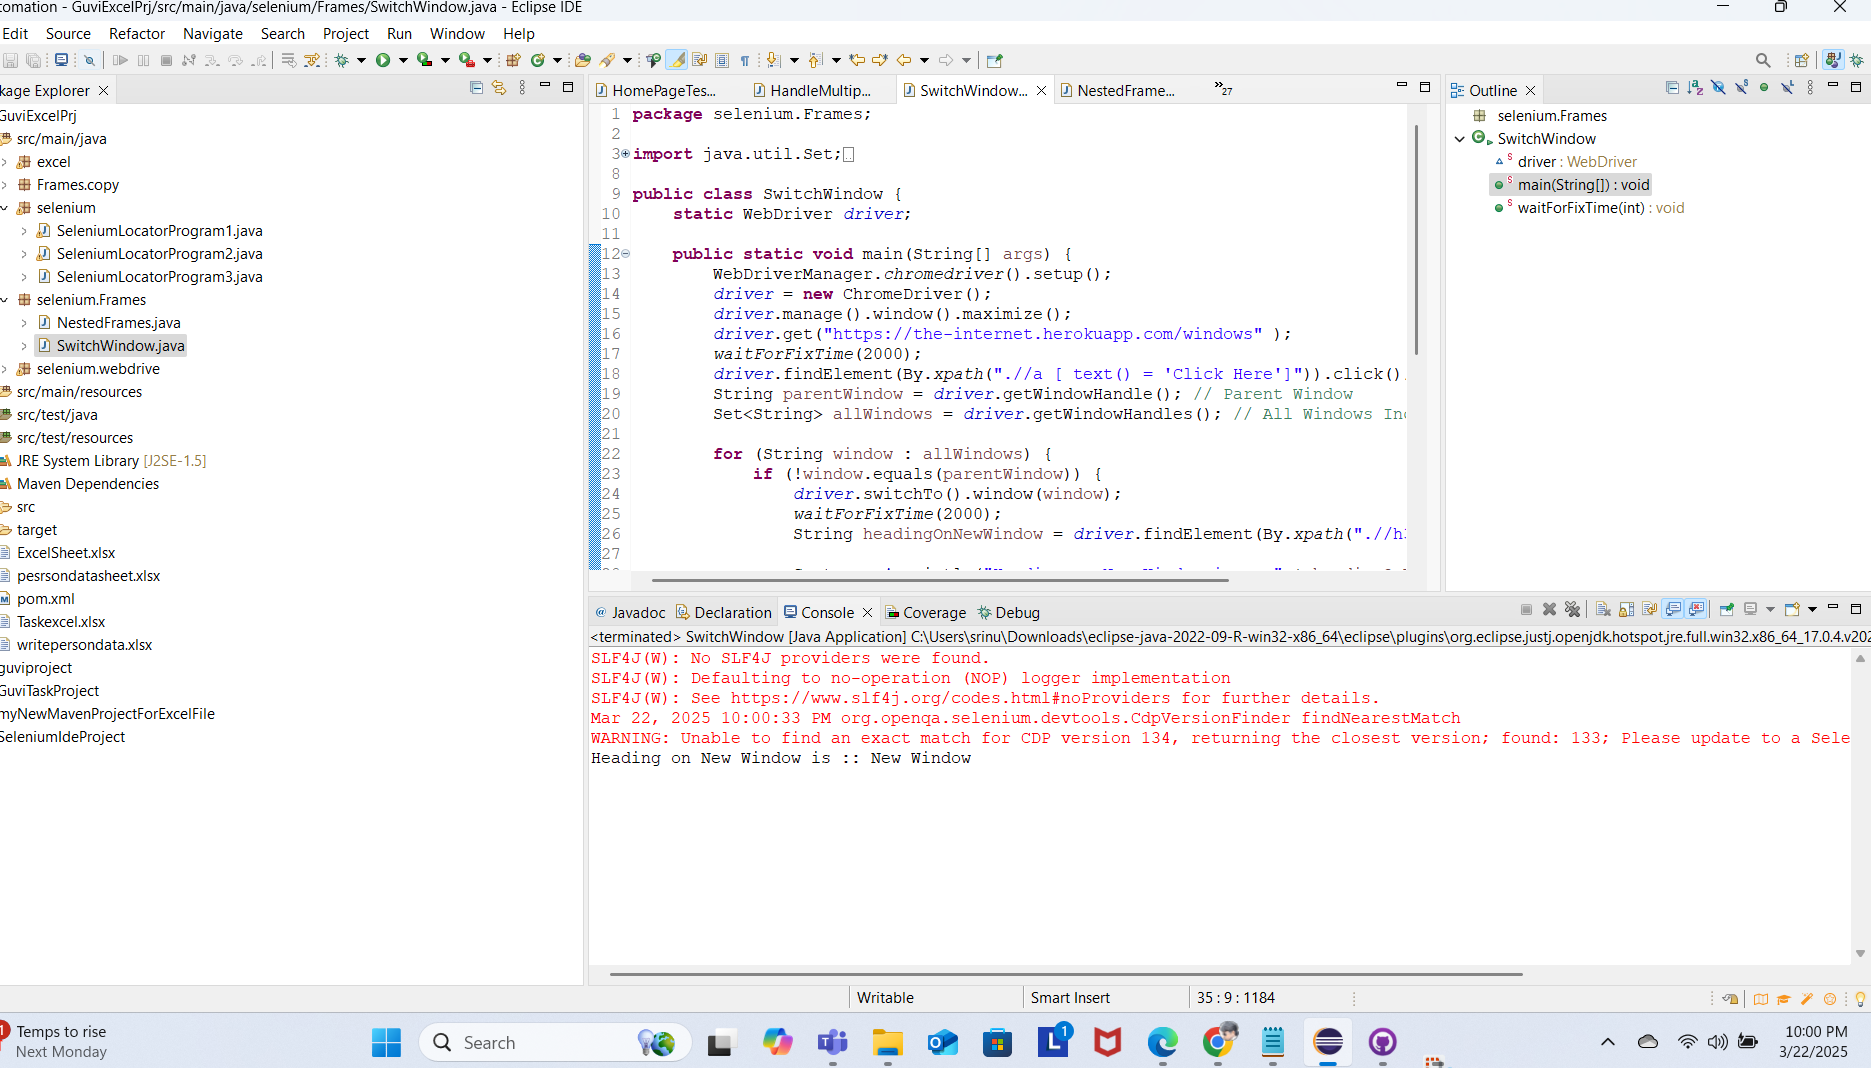 omation - GuviExcelPrj/src/main/java/selenium/Frames/SwitchWindow.java - Eclipse IDE
Edit Source Refactor Navigate Search Project Run Window Help
kage Explorer
GuviExcelPrj
src/main/java
excel
Frames.copy
selenium
SeleniumLocatorProgram1.java
SeleniumLocatorProgram2.java
SeleniumLocatorProgram3.java
selenium.Frames
NestedFrames.java
SwitchWindow.java
selenium.webdrive
src/main/resources
src/test/java
src/test/resources
JRE System Library [J2SE-1.5]
Maven Dependencies
src
target
ExcelSheet.xlsx
pesrsondatasheet.xlsx
pom.xml
Taskexcel.xlsx
writepersondata.xlsx
guviproject
GuviTaskProject
myNewMavenProjectForExcelFile
SeleniumIdeProject
HomePageTes... HandleMultip... SwitchWindow... NestedFrame... »27
1 package selenium.Frames;
2
3 import java.util.Set;
8
9 public class SwitchWindow {
10 static WebDriver driver;
11
12 public static void main(String[] args) {
13 WebDriverManager.chromedriver().setup();
14 driver = new ChromeDriver();
15 driver.manage().window().maximize();
16 driver.get("https://the-internet.herokuapp.com/windows" );
17 waitForFixTime(2000);
18 driver.findElement(By.xpath(".//a [ text() = 'Click Here']")).click()
19 String parentWindow = driver.getWindowHandle(); // Parent Window
20 Set<String> allWindows = driver.getWindowHandles(); // All Windows In
21
22 for (String window : allWindows) {
23 if (!window.equals(parentWindow)) {
24 driver.switchTo().window(window);
25 waitForFixTime(2000);
26 String headingOnNewWindow = driver.findElement(By.xpath(".//h
27
Outline
selenium.Frames
SwitchWindow
driver : WebDriver
main(String[]) : void
waitForFixTime(int) : void
@ Javadoc Declaration Console Coverage Debug
<terminated> SwitchWindow [Java Application] C:\Users\srinu\Downloads\eclipse-java-2022-09-R-win32-x86_64\eclipse\plugins\org.eclipse.justj.openjdk.hotspot.jre.full.win32.x86_64_17.0.4.v202
SLF4J(W): No SLF4J providers were found.
SLF4J(W): Defaulting to no-operation (NOP) logger implementation
SLF4J(W): See https://www.slf4j.org/codes.html#noProviders for further details.
Mar 22, 2025 10:00:33 PM org.openqa.selenium.devtools.CdpVersionFinder findNearestMatch
WARNING: Unable to find an exact match for CDP version 134, returning the closest version; found: 133; Please update to a Sele
Heading on New Window is :: New Window
Writable Smart Insert 35 : 9 : 1184
1 Temps to rise
Next Monday
Search
1
10:00 PM
3/22/2025